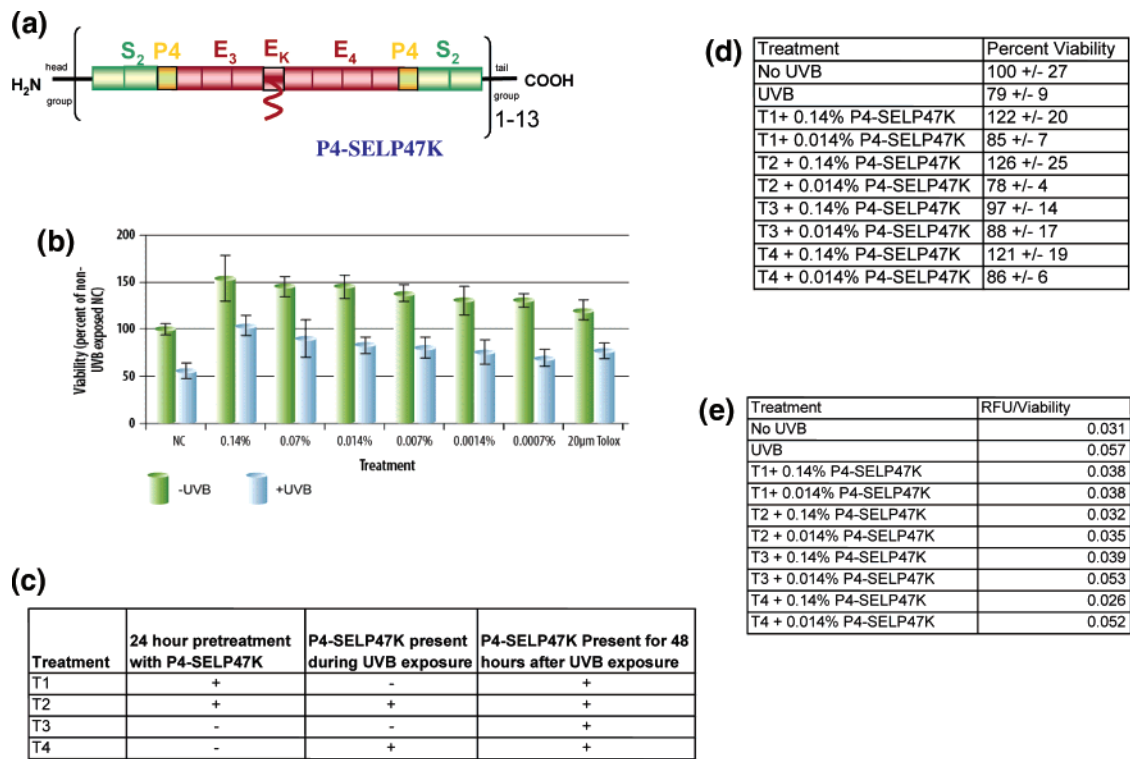 (a)
S2 P4 E3 EK E4 P4 S2
head tail
H2N COOH
group group
1-13
P4-SELP47K
(b)
Viability (percent of non-
UVB exposed NC)
200
150
100
50
0
NC 0.14% 0.07% 0.014% 0.007% 0.0014% 0.0007% 20µm Tolox
Treatment
-UVB +UVB
(c)
Treatment | 24 hour pretreatment with P4-SELP47K | P4-SELP47K present during UVB exposure | P4-SELP47K Present for 48 hours after UVB exposure
T1 + - +
T2 + + +
T3 - - +
T4 - + +
(d)
Treatment Percent Viability
No UVB 100 +/- 27
UVB 79 +/- 9
T1+ 0.14% P4-SELP47K 122 +/- 20
T1+ 0.014% P4-SELP47K 85 +/- 7
T2 + 0.14% P4-SELP47K 126 +/- 25
T2 + 0.014% P4-SELP47K 78 +/- 4
T3 + 0.14% P4-SELP47K 97 +/- 14
T3 + 0.014% P4-SELP47K 88 +/- 17
T4 + 0.14% P4-SELP47K 121 +/- 19
T4 + 0.014% P4-SELP47K 86 +/- 6
(e)
Treatment RFU/Viability
No UVB 0.031
UVB 0.057
T1+ 0.14% P4-SELP47K 0.038
T1+ 0.014% P4-SELP47K 0.038
T2 + 0.14% P4-SELP47K 0.032
T2 + 0.014% P4-SELP47K 0.035
T3 + 0.14% P4-SELP47K 0.039
T3 + 0.014% P4-SELP47K 0.053
T4 + 0.14% P4-SELP47K 0.026
T4 + 0.014% P4-SELP47K 0.052